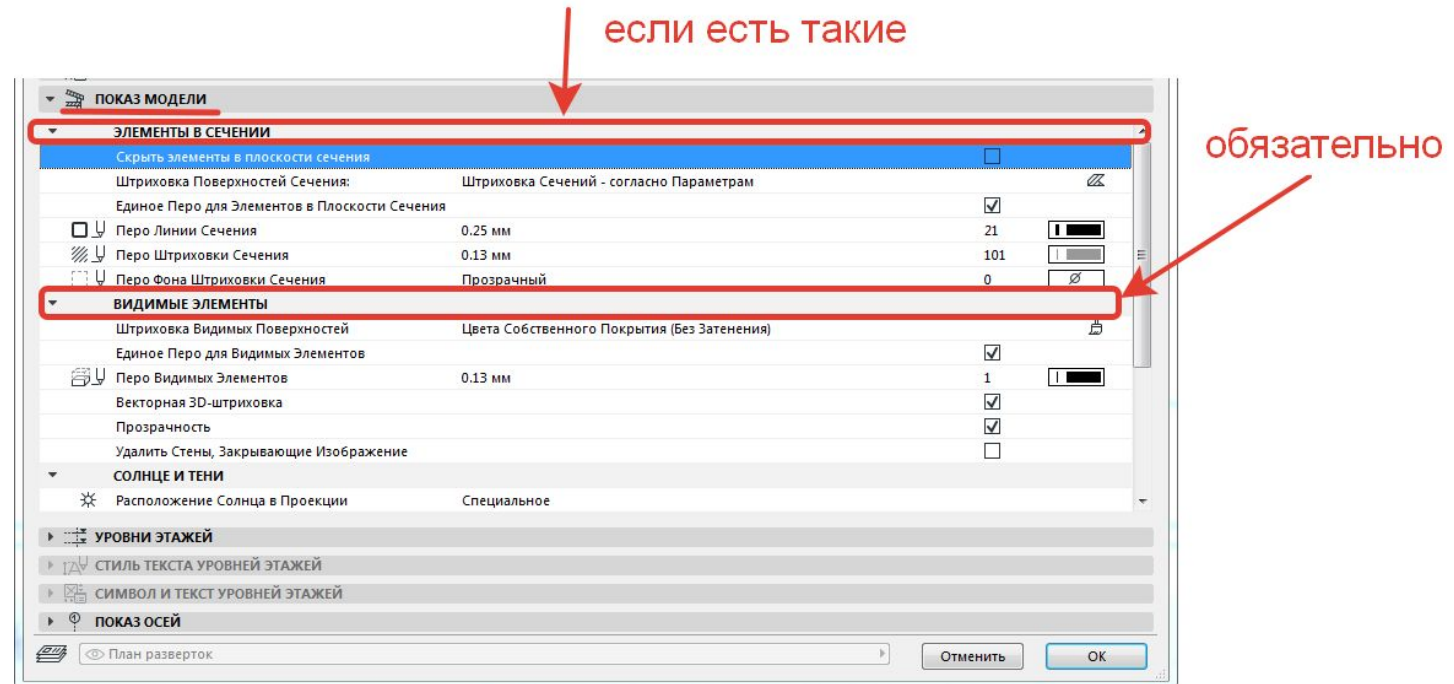 если есть такие
ПОКАЗ МОДЕЛИ
ЭЛЕМЕНТЫ В СЕЧЕНИИ
обязательно
Скрыть элементы в плоскости сечения
Штриховка Поверхностей Сечения: Штриховка Сечений - согласно Параметрам
Единое Перо для Элементов в Плоскости Сечения
Перо Линии Сечения 0.25 мм 21
Перо Штриховки Сечения 0.13 мм 101
Перо Фона Штриховки Сечения Прозрачный 0
ВИДИМЫЕ ЭЛЕМЕНТЫ
Штриховка Видимых Поверхностей Цвета Собственного Покрытия (Без Затенения)
Единое Перо для Видимых Элементов
Перо Видимых Элементов 0.13 мм 1
Векторная 3D-штриховка
Прозрачность
Удалить Стены, Закрывающие Изображение
СОЛНЦЕ И ТЕНИ
Расположение Солнца в Проекции Специальное
УРОВНИ ЭТАЖЕЙ
СТИЛЬ ТЕКСТА УРОВНЕЙ ЭТАЖЕЙ
СИМВОЛ И ТЕКСТ УРОВНЕЙ ЭТАЖЕЙ
ПОКАЗ ОСЕЙ
План разверток Отменить ОК